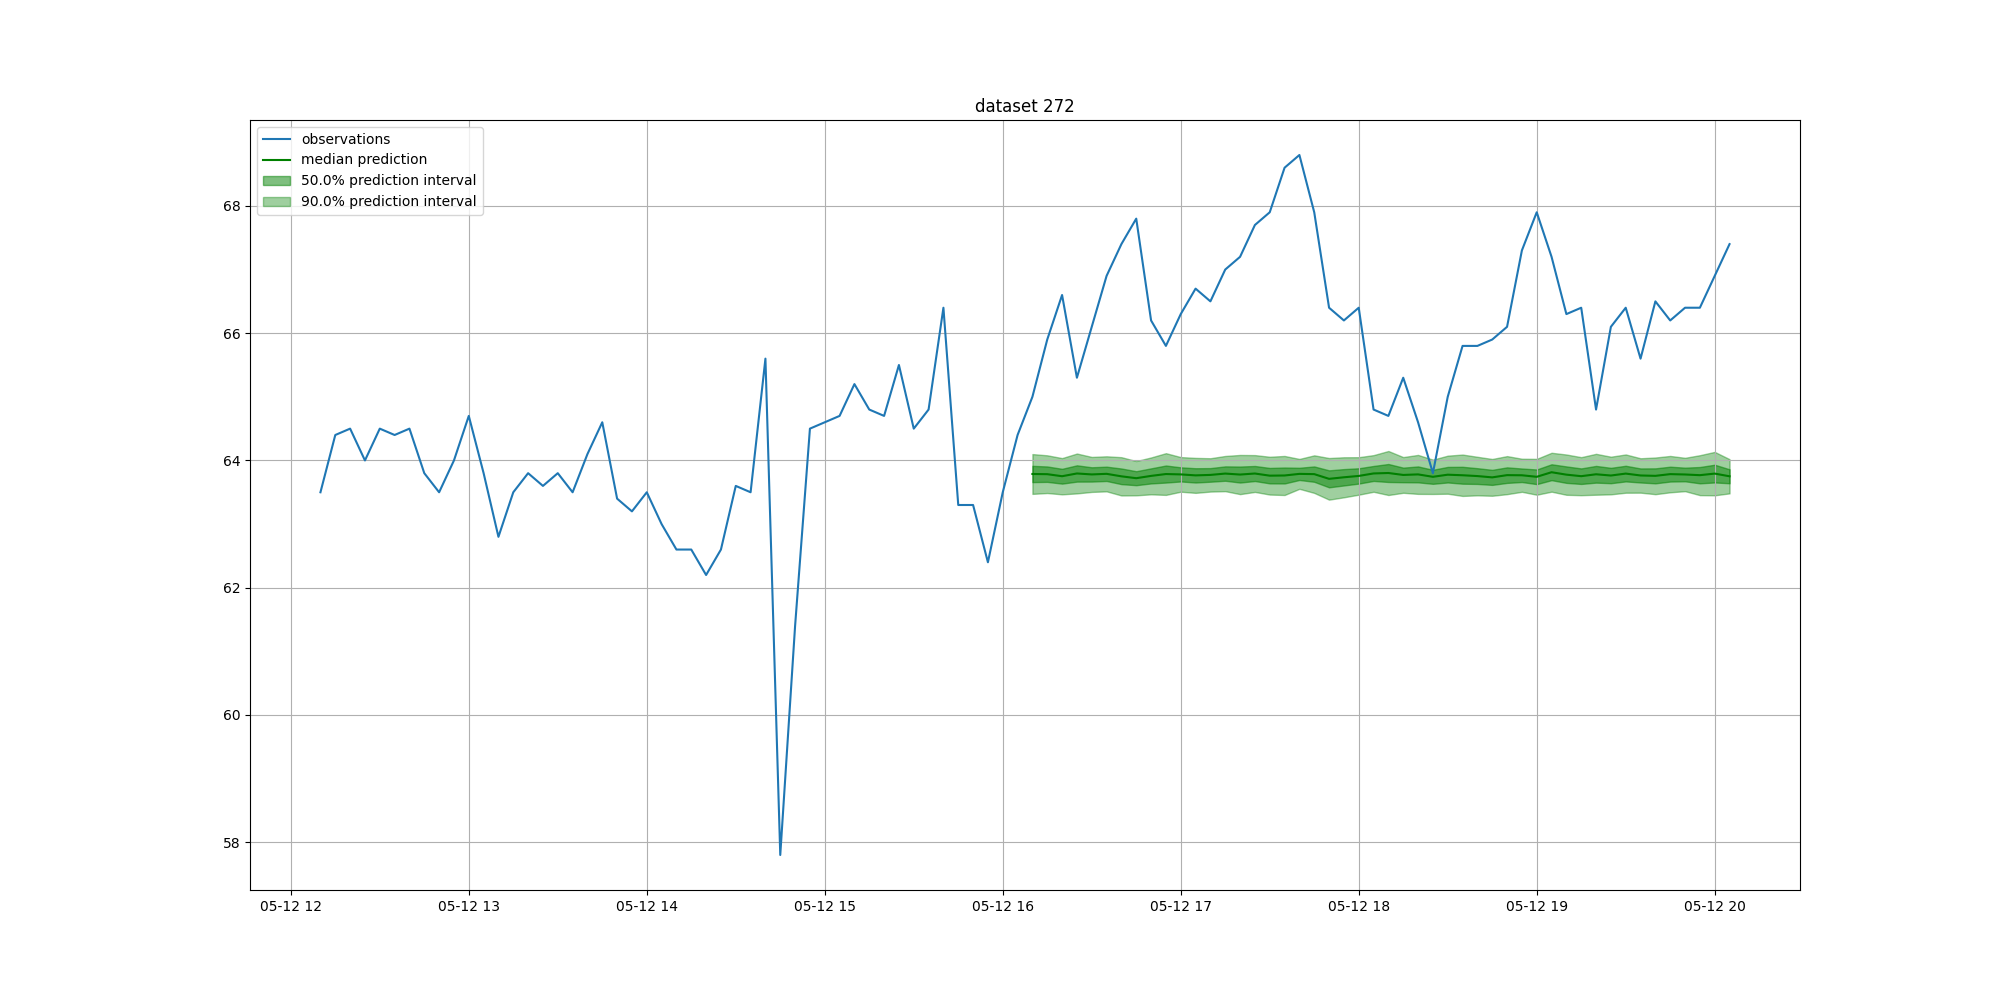 dataset 272
observations
median prediction
50.0% prediction interval
90.0% prediction interval
68
66
64
62
60
58
05-12 12 05-12 13 05-12 14 05-12 15 05-12 16 05-12 17 05-12 18 05-12 19 05-12 20